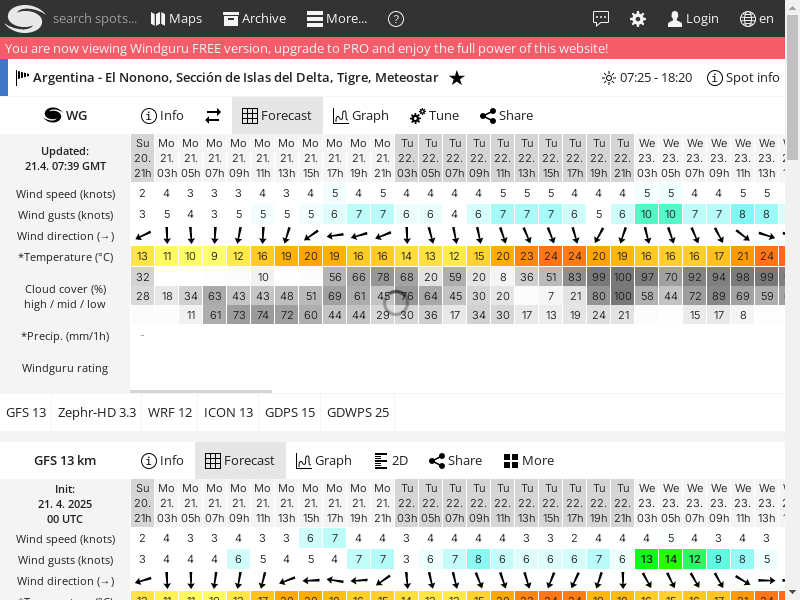 search spots... Maps Archive More... ? Login en
You are now viewing Windguru FREE version, upgrade to PRO and enjoy the full power of this website!
Argentina - El Nonono, Sección de Islas del Delta, Tigre, Meteostar 07:25 - 18:20 Spot info
WG Info Forecast Graph Tune Share
Updated:
21.4. 07:39 GMT
Su Mo Mo Mo Mo Mo Mo Mo Mo Mo Mo Tu Tu Tu Tu Tu Tu Tu Tu Tu Tu We We We We We We
20. 21. 21. 21. 21. 21. 21. 21. 21. 21. 21. 22. 22. 22. 22. 22. 22. 22. 22. 22. 22. 23. 23. 23. 23. 23. 23.
21h 03h 05h 07h 09h 11h 13h 15h 17h 19h 21h 03h 05h 07h 09h 11h 13h 15h 17h 19h 21h 03h 05h 07h 09h 11h 13h
Wind speed (knots) 2 4 3 3 3 4 3 4 5 4 5 4 4 4 4 5 5 5 4 4 4 5 5 4 4 5 5
Wind gusts (knots) 3 5 4 3 5 5 5 5 6 7 7 6 6 4 6 7 7 7 6 5 6 10 10 7 7 8 8
Wind direction (→)
*Temperature (°C) 13 11 10 9 12 16 19 20 19 16 16 14 13 12 15 20 23 24 24 20 19 16 16 16 17 21 24
Cloud cover (%)
high / mid / low
32 10 56 66 78 68 20 59 20 8 36 51 83 99 100 97 70 92 94 98 99
28 18 34 63 43 43 48 51 69 61 45 76 64 45 30 20 7 21 80 100 58 44 72 89 69 59
11 61 73 74 72 60 44 44 29 30 36 17 34 30 17 13 19 24 21 15 17 8
*Precip. (mm/1h) -
Windguru rating
GFS 13 Zephr-HD 3.3 WRF 12 ICON 13 GDPS 15 GDWPS 25
GFS 13 km Info Forecast Graph 2D Share More
Init:
21. 4. 2025
00 UTC
Su Mo Mo Mo Mo Mo Mo Mo Mo Mo Mo Tu Tu Tu Tu Tu Tu Tu Tu Tu Tu We We We We We We
20. 21. 21. 21. 21. 21. 21. 21. 21. 21. 21. 22. 22. 22. 22. 22. 22. 22. 22. 22. 22. 23. 23. 23. 23. 23. 23.
21h 03h 05h 07h 09h 11h 13h 15h 17h 19h 21h 03h 05h 07h 09h 11h 13h 15h 17h 19h 21h 03h 05h 07h 09h 11h 13h
Wind speed (knots) 2 4 3 3 4 3 3 6 7 4 4 3 4 4 4 4 3 3 2 4 4 4 5 4 3 4 3
Wind gusts (knots) 3 4 4 4 6 5 4 5 4 7 7 3 6 7 8 6 6 6 6 7 6 13 14 12 9 8 5
Wind direction (→)